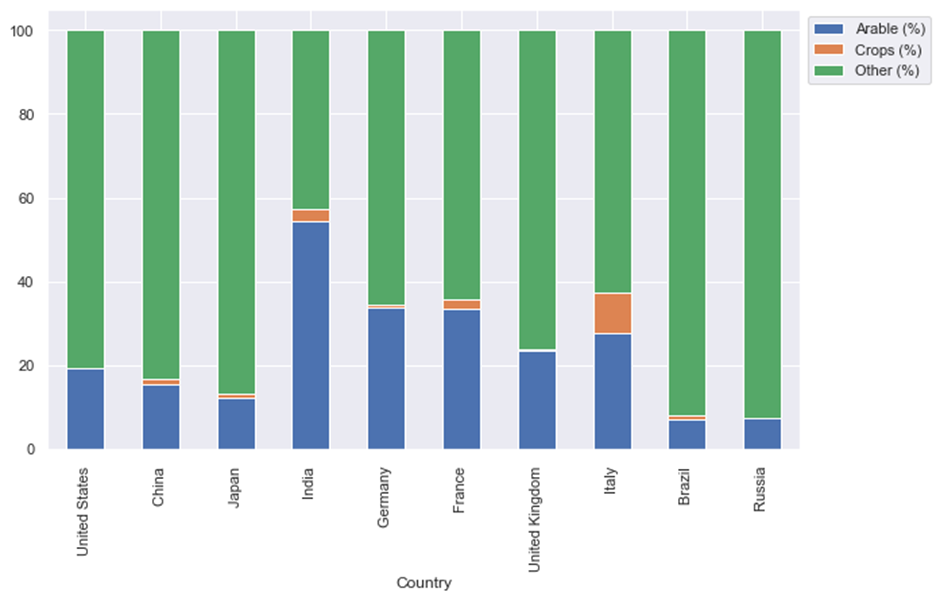 100
80
60
40
20
0
Arable (%)
Crops (%)
Other (%)
United States
China
Japan
India
Germany
France
United Kingdom
Italy
Brazil
Russia
Country